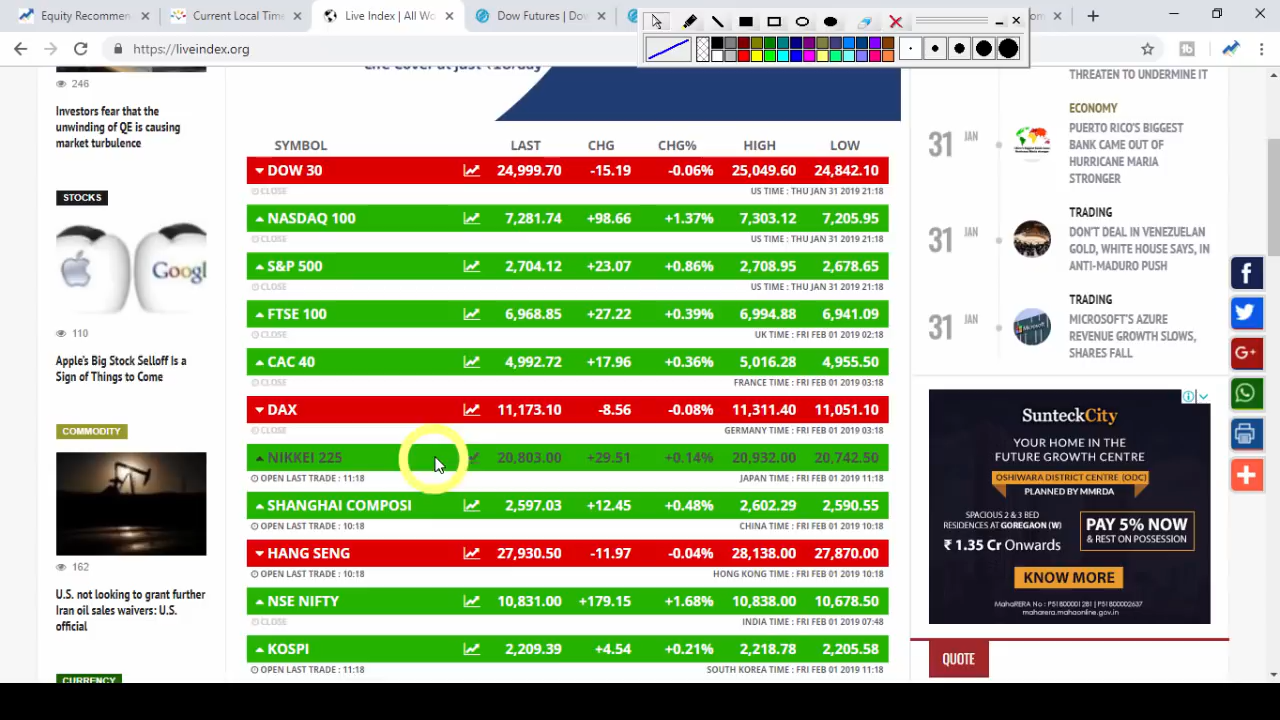 Equity Recommen
Current Local Time
Live Index | All Wo
Dow Futures | Do
https://liveindex.org
246
Investors fear that the
unwinding of QE is causing
market turbulence
STOCKS
Googl
110
Apple's Big Stock Selloff Is a
Sign of Things to Come
COMMODITY
162
U.S. not looking to grant further
Iran oil sales waivers: U.S.
official
CURRENCY
SYMBOL LAST CHG CHG% HIGH LOW
DOW 30 24,999.70 -15.19 -0.06% 25,049.60 24,842.10
CLOSE US TIME : THU JAN 31 2019 21:18
NASDAQ 100 7,281.74 +98.66 +1.37% 7,303.12 7,205.95
CLOSE US TIME : THU JAN 31 2019 21:18
S&P 500 2,704.12 +23.07 +0.86% 2,708.95 2,678.65
CLOSE US TIME : THU JAN 31 2019 21:18
FTSE 100 6,968.85 +27.22 +0.39% 6,994.88 6,941.09
CLOSE UK TIME : FRI FEB 01 2019 02:18
CAC 40 4,992.72 +17.96 +0.36% 5,016.28 4,955.50
CLOSE FRANCE TIME : FRI FEB 01 2019 03:18
DAX 11,173.10 -8.56 -0.08% 11,311.40 11,051.10
CLOSE GERMANY TIME : FRI FEB 01 2019 03:18
NIKKEI 225 20,803.00 +29.51 +0.14% 20,932.00 20,742.50
OPEN LAST TRADE : 11:18 JAPAN TIME : FRI FEB 01 2019 11:18
SHANGHAI COMPOSI 2,597.03 +12.45 +0.48% 2,602.29 2,590.55
OPEN LAST TRADE : 10:18 CHINA TIME : FRI FEB 01 2019 10:18
HANG SENG 27,930.50 -11.97 -0.04% 28,138.00 27,870.00
OPEN LAST TRADE : 10:18 HONG KONG TIME : FRI FEB 01 2019 10:18
NSE NIFTY 10,831.00 +179.15 +1.68% 10,838.00 10,678.50
CLOSE INDIA TIME : FRI FEB 01 2019 07:48
KOSPI 2,209.39 +4.54 +0.21% 2,218.78 2,205.58
OPEN LAST TRADE : 11:18 SOUTH KOREA TIME : FRI FEB 01 2019 11:18
THREATEN TO UNDERMINE IT
31 JAN
ECONOMY
PUERTO RICO'S BIGGEST
BANK CAME OUT OF
HURRICANE MARIA
STRONGER
31 JAN
TRADING
DON'T DEAL IN VENEZUELAN
GOLD, WHITE HOUSE SAYS, IN
ANTI-MADURO PUSH
31 JAN
TRADING
MICROSOFT'S AZURE
REVENUE GROWTH SLOWS,
SHARES FALL
SunteckCity
YOUR HOME IN THE
FUTURE GROWTH CENTRE
OSHIWARA DISTRICT CENTRE (ODC)
PLANNED BY MMRDA
SPACIOUS 2 & 3 BED
RESIDENCES AT GOREGAON (W)
₹ 1.35 Cr Onwards
PAY 5% NOW
& REST ON POSSESSION
KNOW MORE
MahaRERA No : P51800001281 | P51800002637
maharera.mahaonline.gov.in
QUOTE